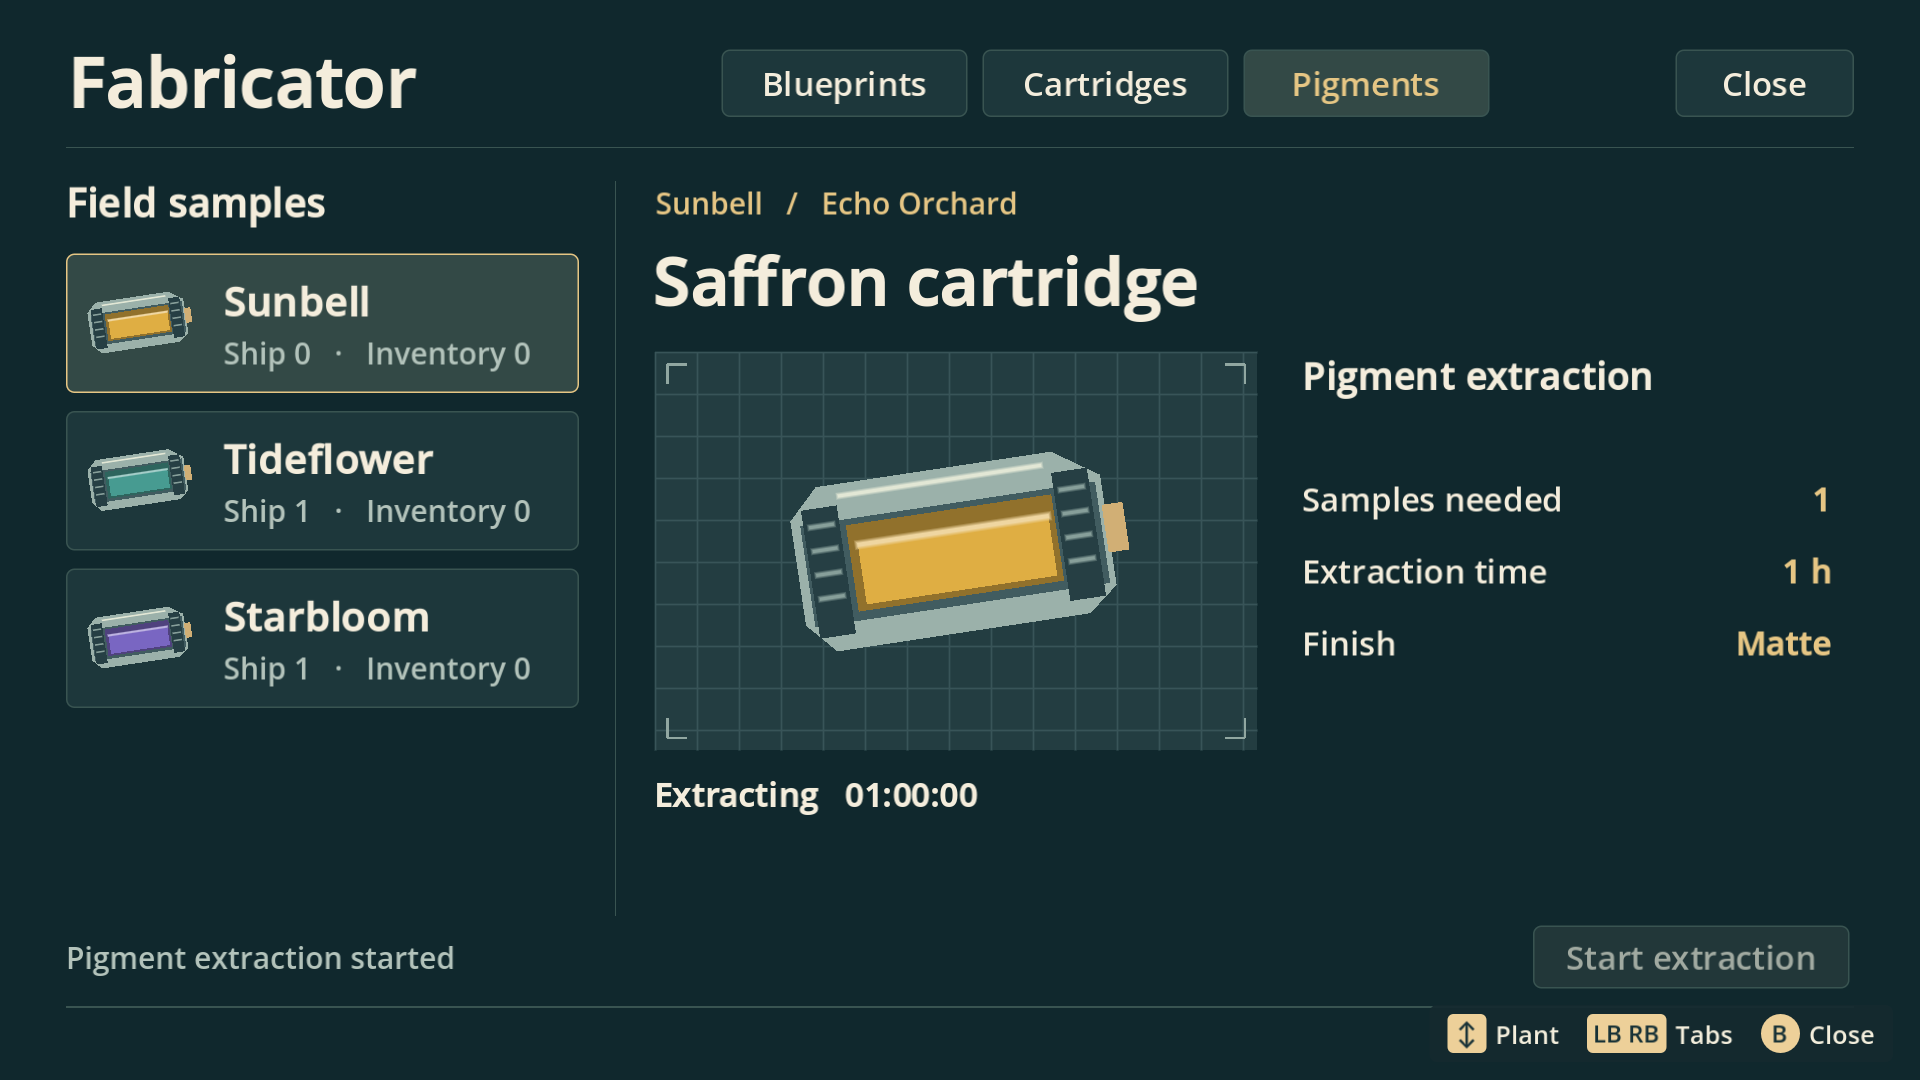 Fabricator
Blueprints
Cartridges
Pigments
Close
Field samples
Sunbell
Ship 0 · Inventory 0
Tideflower
Ship 1 · Inventory 0
Starbloom
Ship 1 · Inventory 0
Sunbell / Echo Orchard
Saffron cartridge
Pigment extraction
Samples needed 1
Extraction time 1 h
Finish Matte
Extracting 01:00:00
Pigment extraction started
Start extraction
Plant LB RB Tabs B Close